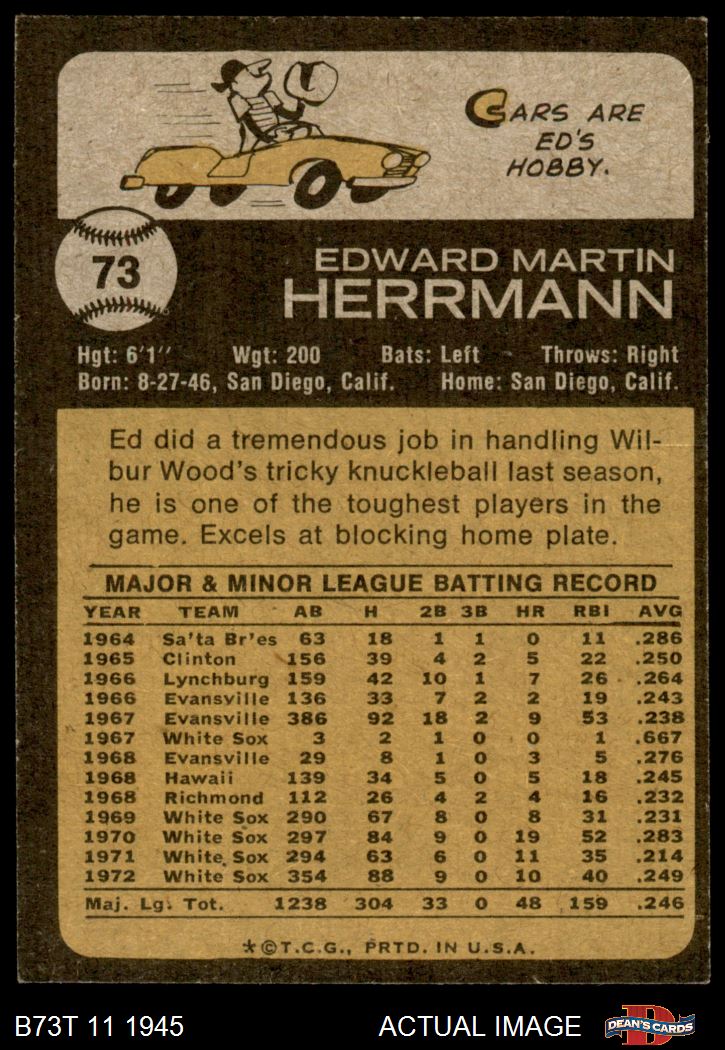 CARS ARE
ED'S
HOBBY.
73
EDWARD MARTIN
HERRMANN
Hgt: 6'1" Wgt: 200 Bats: Left Throws: Right
Born: 8-27-46, San Diego, Calif. Home: San Diego, Calif.
Ed did a tremendous job in handling Wil-
bur Wood's tricky knuckleball last season,
he is one of the toughest players in the
game. Excels at blocking home plate.
MAJOR & MINOR LEAGUE BATTING RECORD
YEAR TEAM AB H 2B 3B HR RBI AVG
1964 Sa'ta Br'es 63 18 1 1 0 11 .286
1965 Clinton 156 39 4 2 5 22 .250
1966 Lynchburg 159 42 10 1 7 26 .264
1966 Evansville 136 33 7 2 2 19 .243
1967 Evansville 386 92 18 2 9 53 .238
1967 White Sox 3 2 1 0 0 1 .667
1968 Evansville 29 8 1 0 3 5 .276
1968 Hawaii 139 34 5 0 5 18 .245
1968 Richmond 112 26 4 2 4 16 .232
1969 White Sox 290 67 8 0 8 31 .231
1970 White Sox 297 84 9 0 19 52 .283
1971 White Sox 294 63 6 0 11 35 .214
1972 White Sox 354 88 9 0 10 40 .249
Maj. Lg. Tot. 1238 304 33 0 48 159 .246
*©T.C.G., PRTD. IN U.S.A.
B73T 11 1945 ACTUAL IMAGE
DEAN'S CARDS